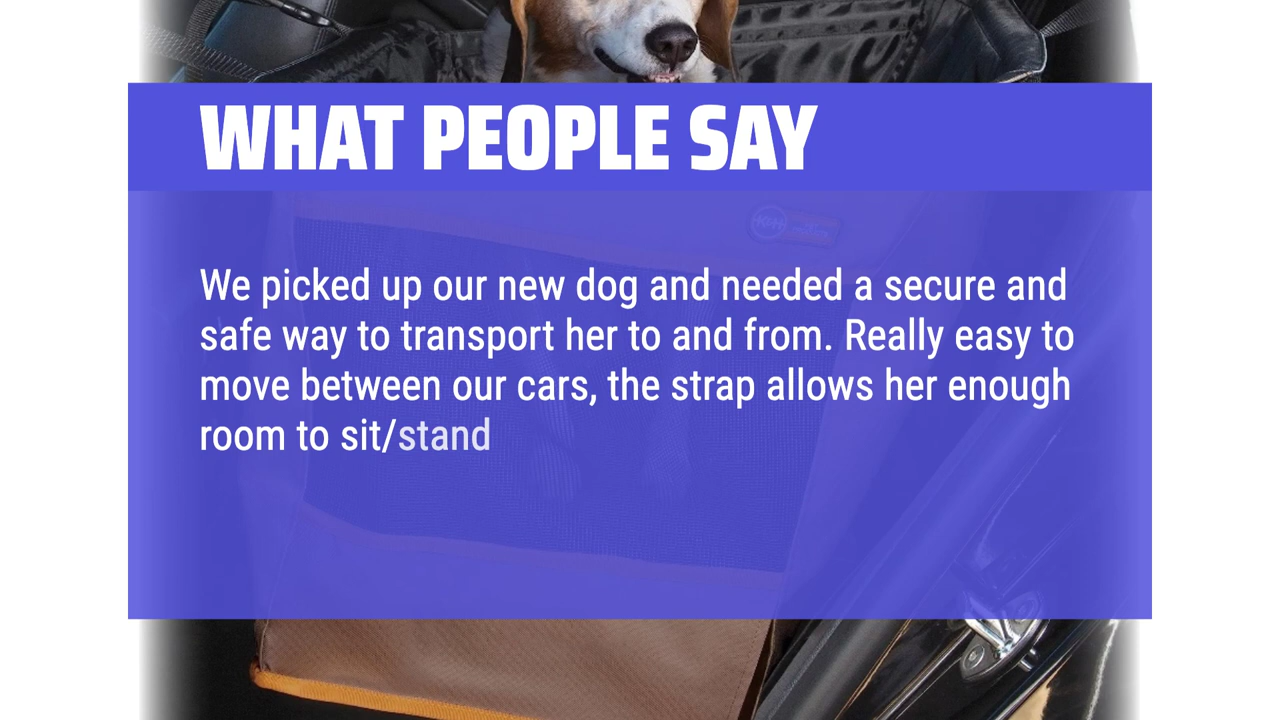 WHAT PEOPLE SAY
We picked up our new dog and needed a secure and
safe way to transport her to and from. Really easy to
move between our cars, the strap allows her enough
room to sit/stand